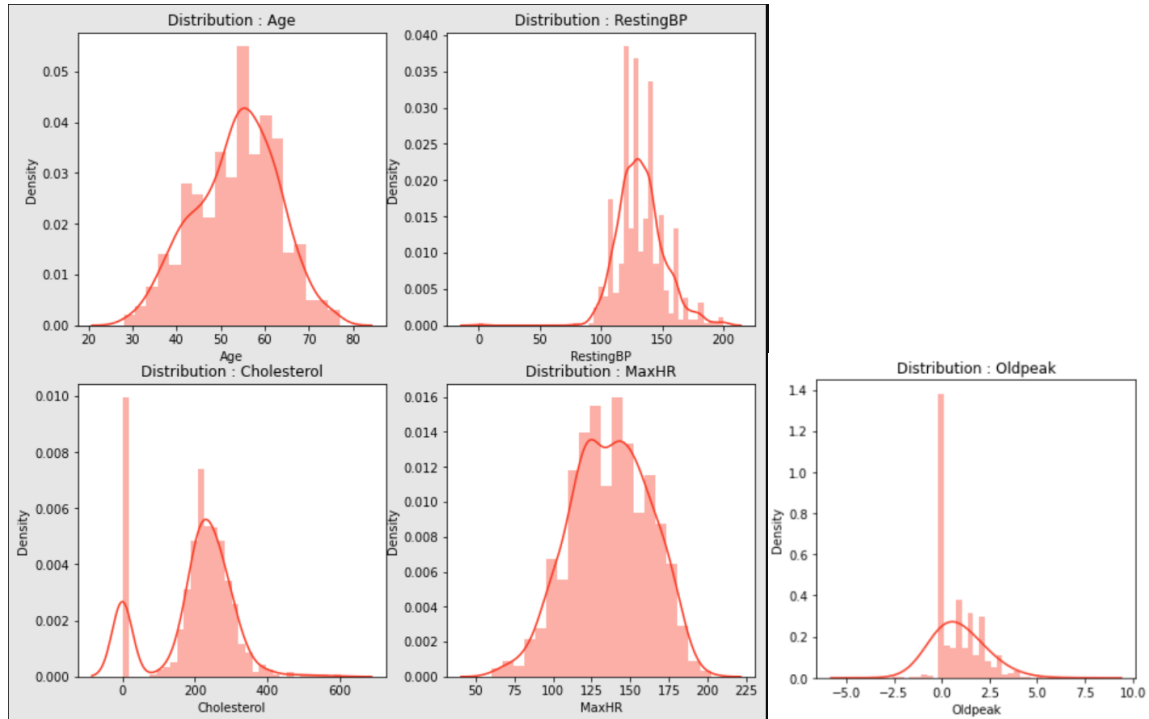 Distribution : Age
Density
0.05
0.04
0.03
0.02
0.01
0.00
20 30 40 50 60 70 80
Age
Distribution : RestingBP
Density
0.040
0.035
0.030
0.025
0.020
0.015
0.010
0.005
0.000
0 50 100 150 200
RestingBP
Distribution : Cholesterol
Density
0.010
0.008
0.006
0.004
0.002
0.000
0 200 400 600
Cholesterol
Distribution : MaxHR
Density
0.016
0.014
0.012
0.010
0.008
0.006
0.004
0.002
0.000
50 75 100 125 150 175 200 225
MaxHR
Distribution : Oldpeak
Density
1.4
1.2
1.0
0.8
0.6
0.4
0.2
0.0
-5.0 -2.5 0.0 2.5 5.0 7.5 10.0
Oldpeak